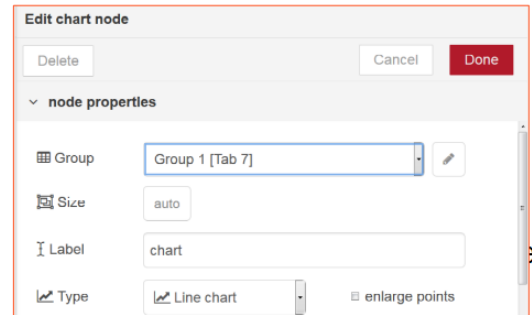 Edit chart node
Delete Cancel Done
node properties
Group Group 1 [Tab 7]
Size auto
Label chart
Type Line chart enlarge points